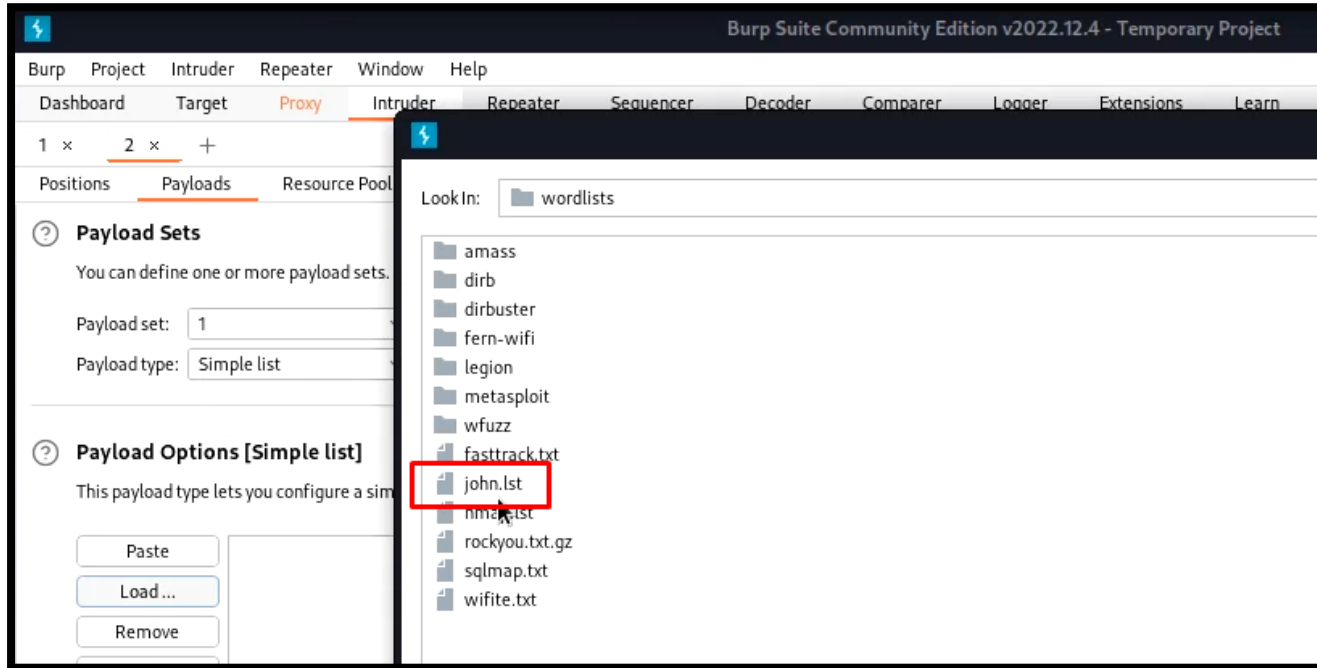 Burp Suite Community Edition v2022.12.4 - Temporary Project
Burp Project Intruder Repeater Window Help
Dashboard Target Proxy Intruder Repeater Sequencer Decoder Comparer Logger Extensions Learn
1 × 2 × +
Positions Payloads Resource Pool
Look In: wordlists
? Payload Sets
You can define one or more payload sets.
Payload set: 1
Payload type: Simple list
? Payload Options [Simple list]
This payload type lets you configure a sim
Paste
Load ...
Remove
amass
dirb
dirbuster
fern-wifi
legion
metasploit
wfuzz
fasttrack.txt
john.lst
nmap.lst
rockyou.txt.gz
sqlmap.txt
wifite.txt